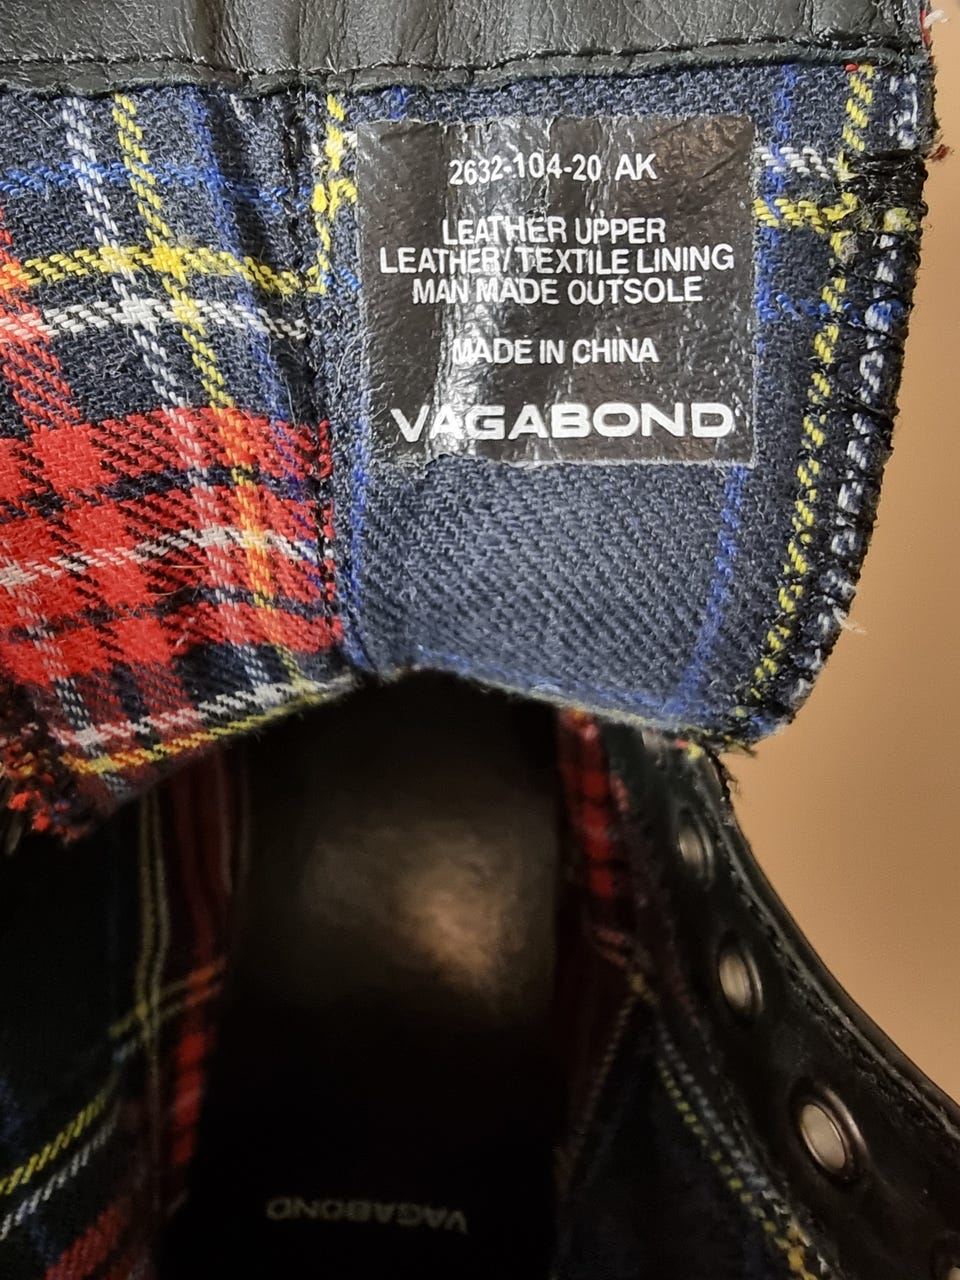 2632-104-20 AK
LEATHER UPPER
LEATHER/TEXTILE LINING
MAN MADE OUTSOLE
MADE IN CHINA
VAGABOND
VAGABOND